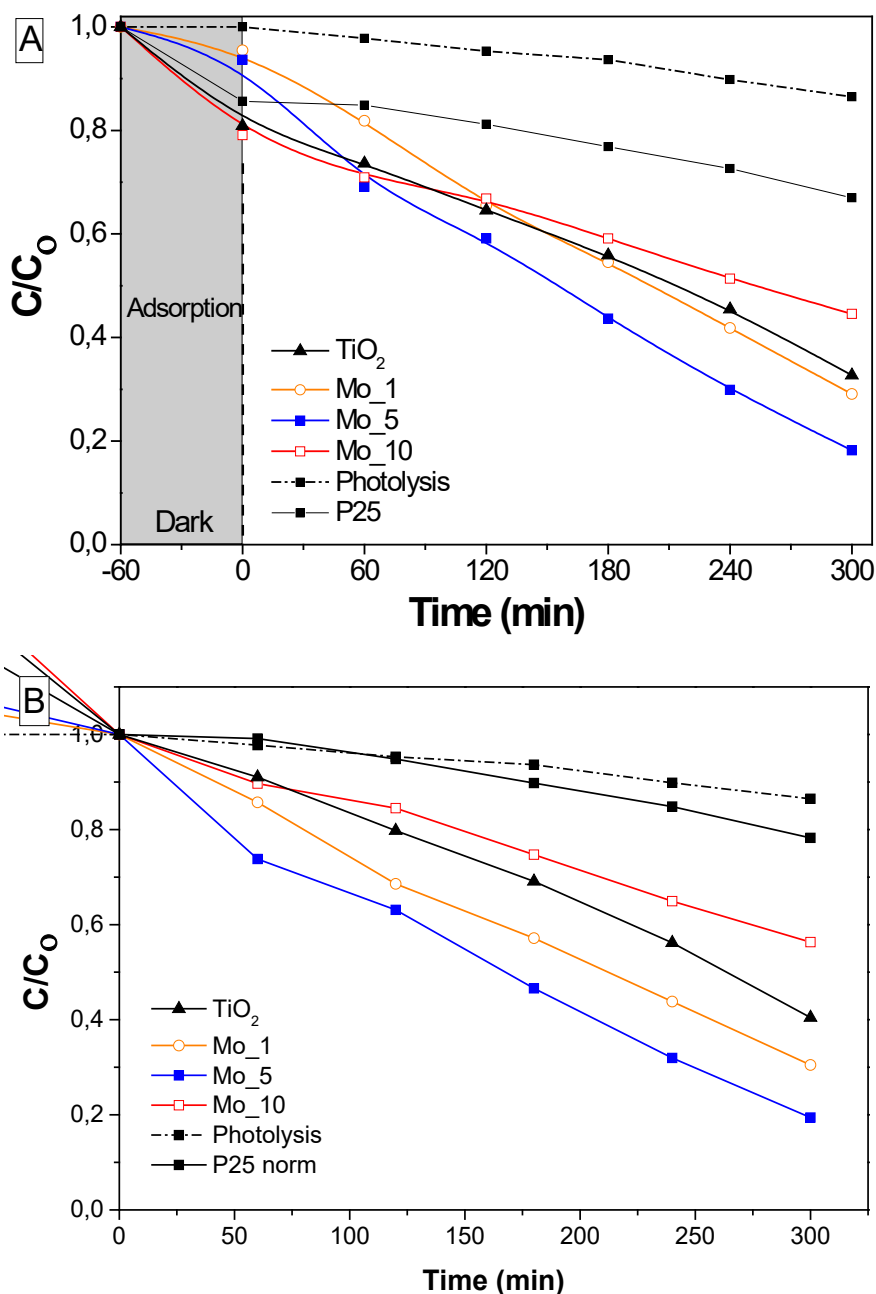 A
1,0
0,8
0,6
0,4
0,2
0,0
C/C₀
Adsorption
Dark
TiO₂
Mo_1
Mo_5
Mo_10
Photolysis
P25
-60 0 60 120 180 240 300
Time (min)
B
1,0
0,8
0,6
0,4
0,2
0,0
C/C₀
TiO₂
Mo_1
Mo_5
Mo_10
Photolysis
P25 norm
0 50 100 150 200 250 300
Time (min)